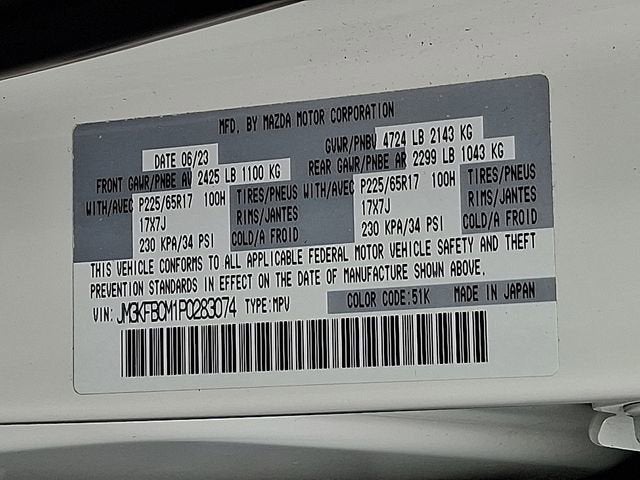 MFD. BY MAZDA MOTOR CORPORATION
DATE 06/23 GVWR/PNBV 4724 LB 2143 KG
FRONT GAWR/PNBE AV 2425 LB 1100 KG REAR GAWR/PNBE AR 2299 LB 1043 KG
WITH/AVEC P225/65R17 100H TIRES/PNEUS WITH/AVEC P225/65R17 100H TIRES/PNEUS
17X7J RIMS/JANTES 17X7J RIMS/JANTES
230 KPA/34 PSI COLD/A FROID 230 KPA/34 PSI COLD/A FROID
THIS VEHICLE CONFORMS TO ALL APPLICABLE FEDERAL MOTOR VEHICLE SAFETY AND THEFT
PREVENTION STANDARDS IN EFFECT ON THE DATE OF MANUFACTURE SHOWN ABOVE.
VIN: JM3KFBCM1P0283074 TYPE:MPV COLOR CODE:51K MADE IN JAPAN